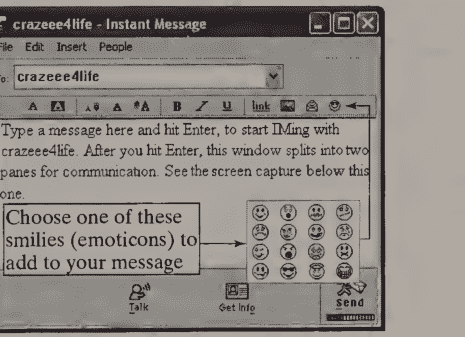 crazeee4life - Instant Message
File Edit Insert People
To: crazeee4life
A A A A A B I U link
Type a message here and hit Enter, to start IMing with
crazeee4life. After you hit Enter, this window splits into two
panes for communication. See the screen capture below this
one.
Choose one of these
smilies (emoticons) to
add to your message
Talk Get Info Send